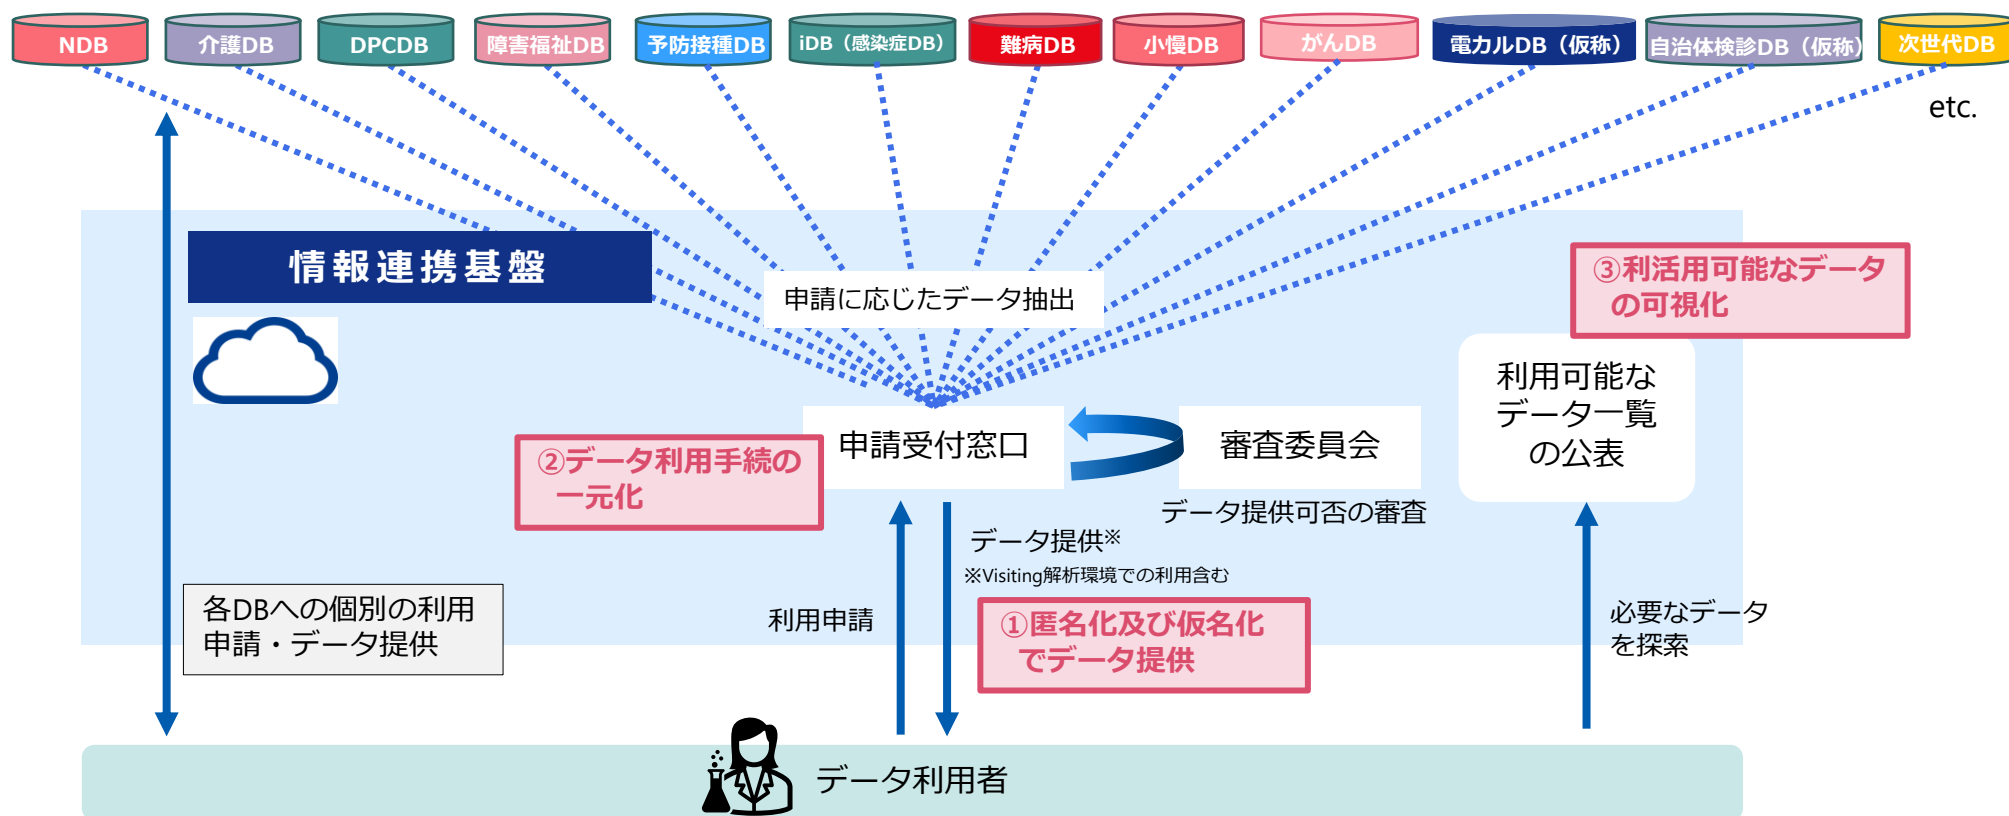 NDB
介護DB
DPCDB
障害福祉DB
予防接種DB
iDB（感染症DB）
難病DB
小慢DB
がんDB
電カルDB（仮称）
自治体検診DB（仮称）
次世代DB
etc.
情報連携基盤
申請に応じたデータ抽出
③利活用可能なデータ
の可視化
利用可能な
データ一覧
の公表
②データ利用手続の
一元化
申請受付窓口
審査委員会
データ提供可否の審査
データ提供※
※Visiting解析環境での利用含む
各DBへの個別の利用
申請・データ提供
利用申請
①匿名化及び仮名化
でデータ提供
必要なデータ
を探索
データ利用者